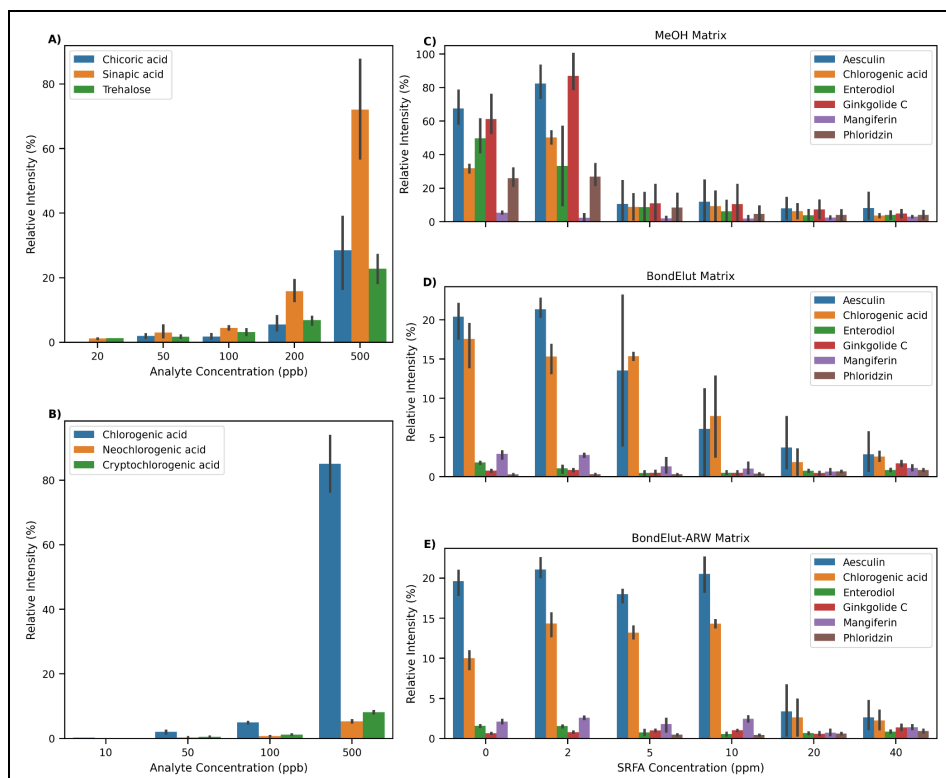 A)
Chicoric acid
Sinapic acid
Trehalose
Relative Intensity (%)
80
60
40
20
0
20 50 100 200 500
Analyte Concentration (ppb)
B)
Chlorogenic acid
Neochlorogenic acid
Cryptochlorogenic acid
Relative Intensity (%)
80
60
40
20
0
10 50 100 500
Analyte Concentration (ppb)
C)
MeOH Matrix
Aesculin
Chlorogenic acid
Enterodiol
Ginkgolide C
Mangiferin
Phloridzin
Relative Intensity (%)
100
80
60
40
20
0
D)
BondElut Matrix
Aesculin
Chlorogenic acid
Enterodiol
Ginkgolide C
Mangiferin
Phloridzin
Relative Intensity (%)
20
15
10
5
0
E)
BondElut-ARW Matrix
Aesculin
Chlorogenic acid
Enterodiol
Ginkgolide C
Mangiferin
Phloridzin
Relative Intensity (%)
20
15
10
5
0
0 2 5 10 20 40
SRFA Concentration (ppm)